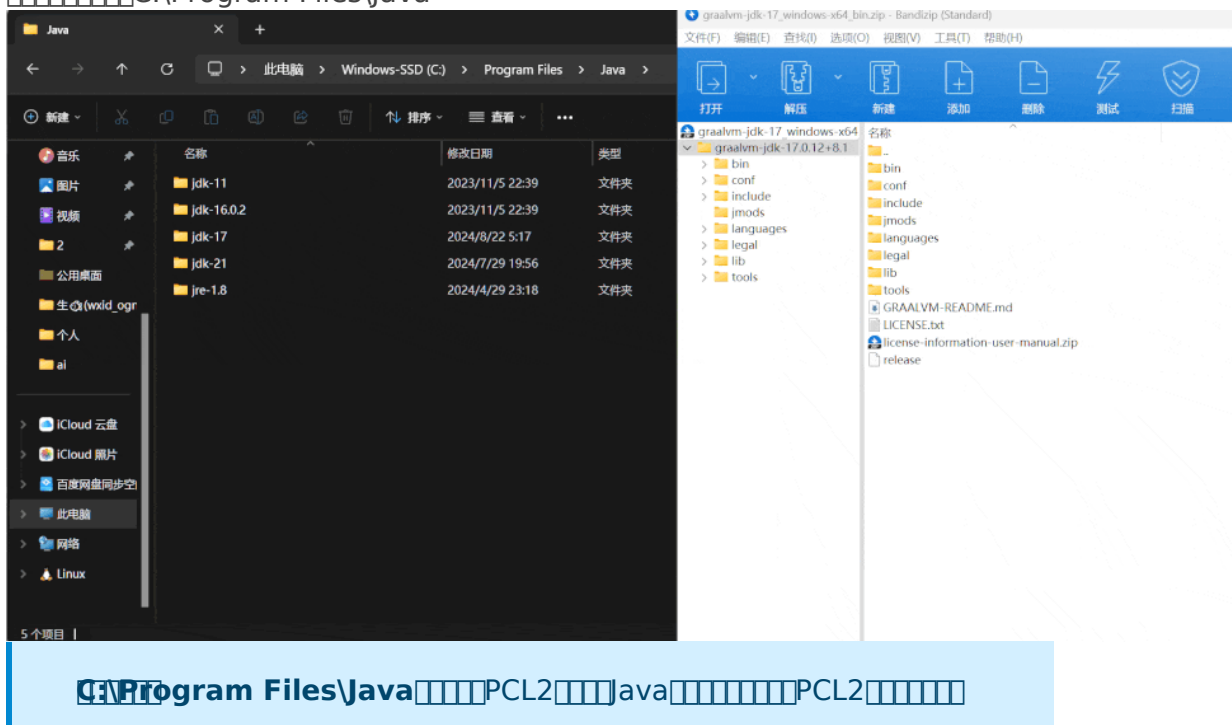 C:\Program Files\Java
Java
此电脑 > Windows-SSD (C:) > Program Files > Java >
新建 排序 查看 •••
名称 修改日期 类型
音乐
图片
视频
2
公用桌面
个人
ai
iCloud 云盘
iCloud 照片
百度网盘同步空
此电脑
网络
Linux
jdk-11 2023/11/5 22:39 文件夹
jdk-16.0.2 2023/11/5 22:39 文件夹
jdk-17 2024/8/22 5:17 文件夹
jdk-21 2024/7/29 19:56 文件夹
jre-1.8 2024/4/29 23:18 文件夹
5 个项目
graalvm-jdk-17_windows-x64_bin.zip - Bandizip (Standard)
文件(F) 编辑(E) 查找(I) 选项(O) 视图(V) 工具(T) 帮助(H)
打开 解压 新建 添加 删除 测试 扫描
graalvm-jdk-17_windows-x64
graalvm-jdk-17.0.12+8.1
bin
conf
include
jmods
languages
legal
lib
tools
名称
..
bin
conf
include
jmods
languages
legal
lib
tools
GRAALVM-README.md
LICENSE.txt
license-information-user-manual.zip
release
C:\Program Files\Java PCL2 Java PCL2